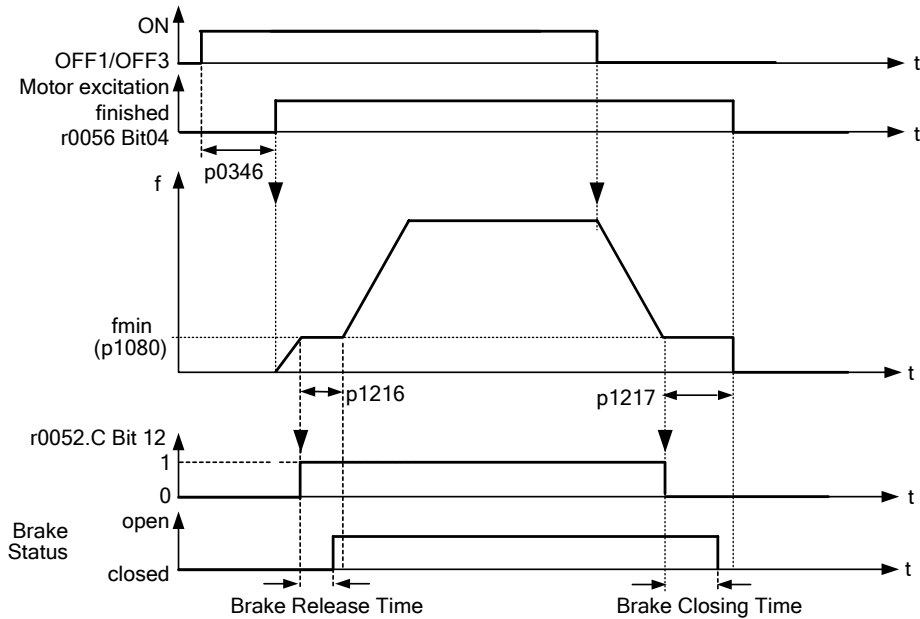 ON
OFF1/OFF3
t
Motor excitation
finished
r0056 Bit04
t
p0346
f
fmin
(p1080)
t
p1216
p1217
r0052.C Bit 12
1
0
t
Brake
Status
open
closed
t
Brake Release Time
Brake Closing Time